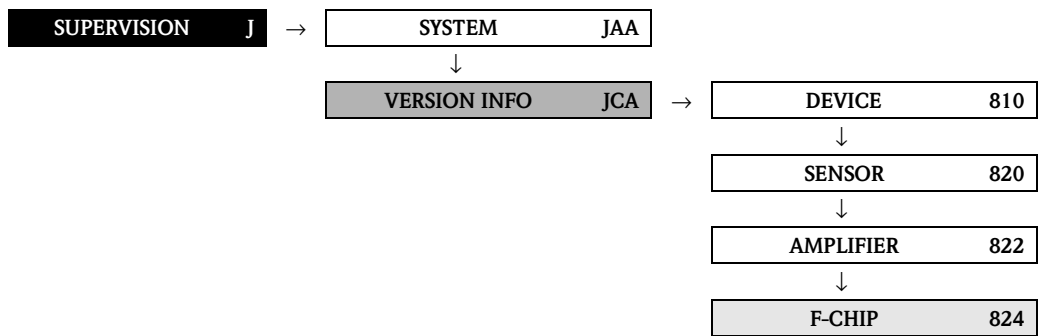 SUPERVISION J → SYSTEM JAA
↓
VERSION INFO JCA → DEVICE 810
↓
SENSOR 820
↓
AMPLIFIER 822
↓
F-CHIP 824